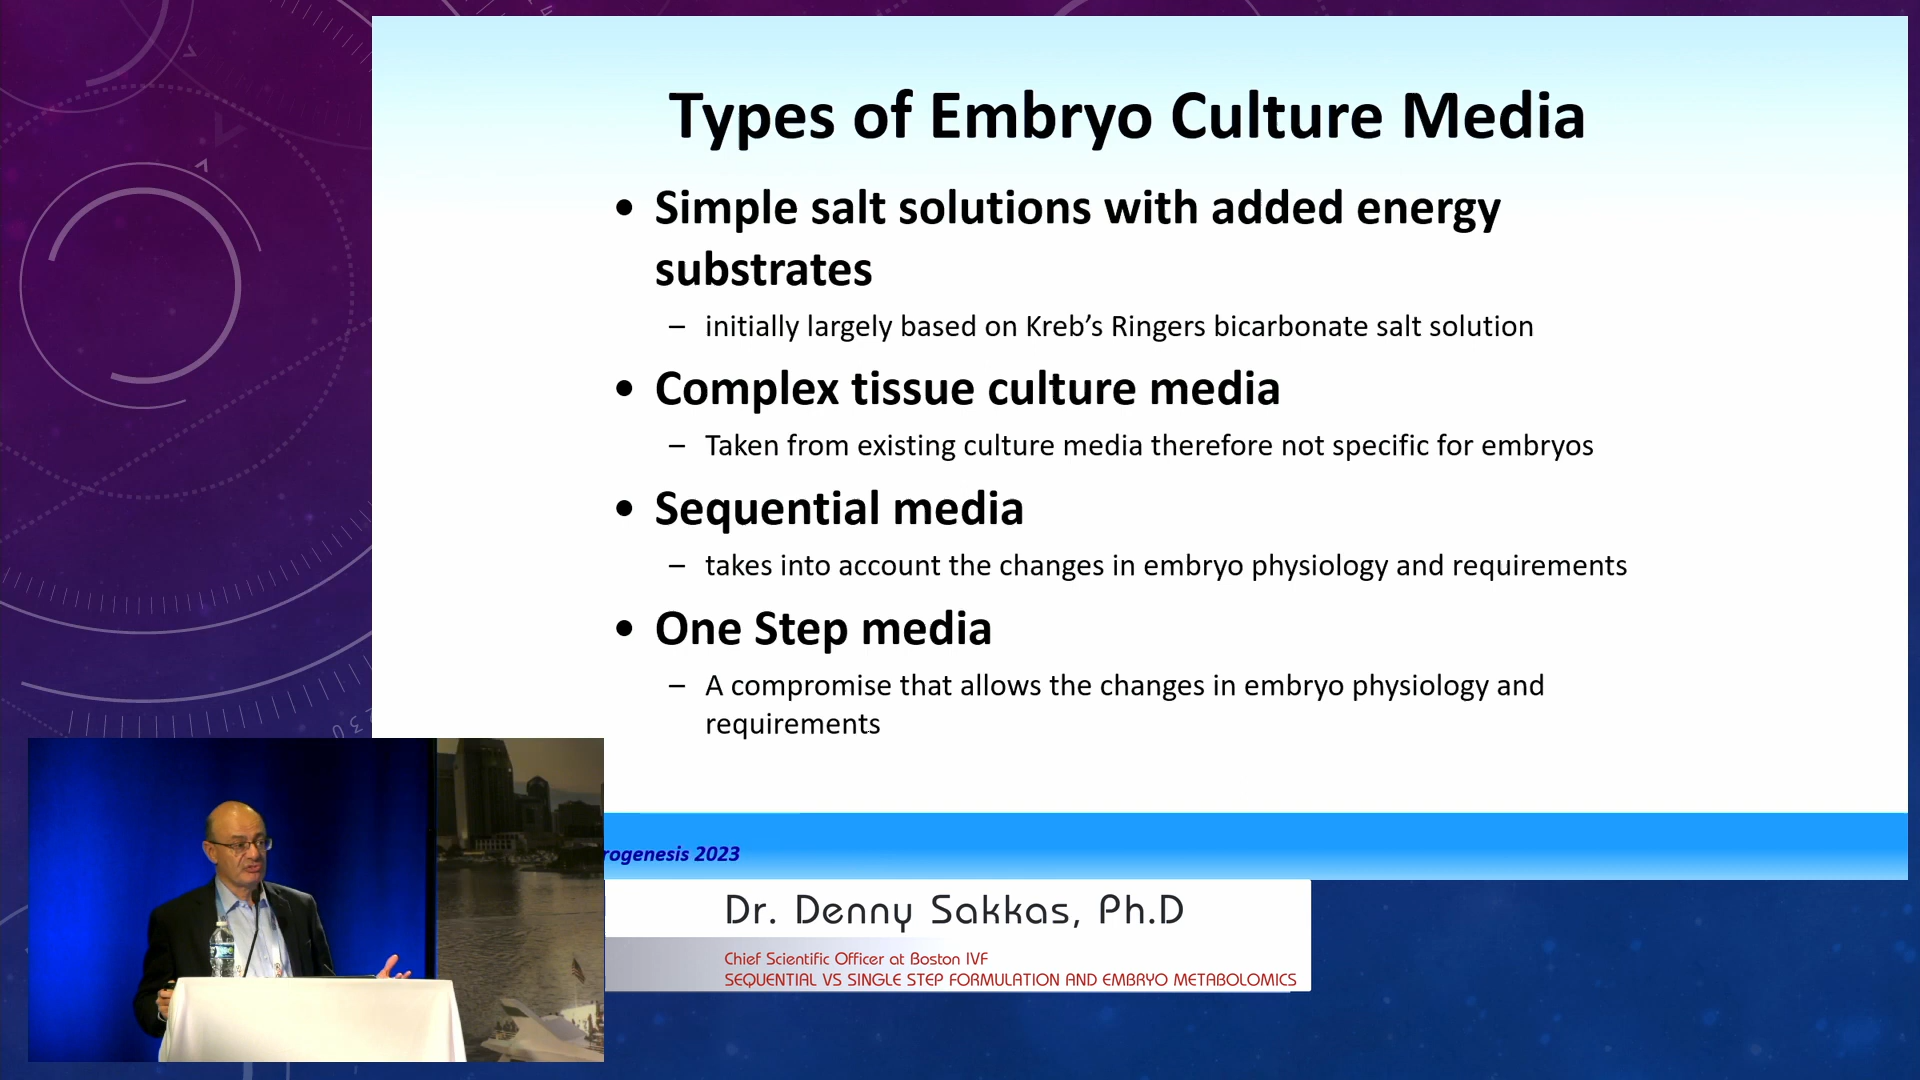 Types of Embryo Culture Media
• Simple salt solutions with added energy
substrates
– initially largely based on Kreb’s Ringers bicarbonate salt solution
• Complex tissue culture media
– Taken from existing culture media therefore not specific for embryos
• Sequential media
– takes into account the changes in embryo physiology and requirements
• One Step media
– A compromise that allows the changes in embryo physiology and
requirements
2023
Dr. Denny Sakkas, Ph.D
Chief Scientific Officer at Boston IVF
SEQUENTIAL VS SINGLE STEP FORMULATION AND EMBRYO METABOLOMICS